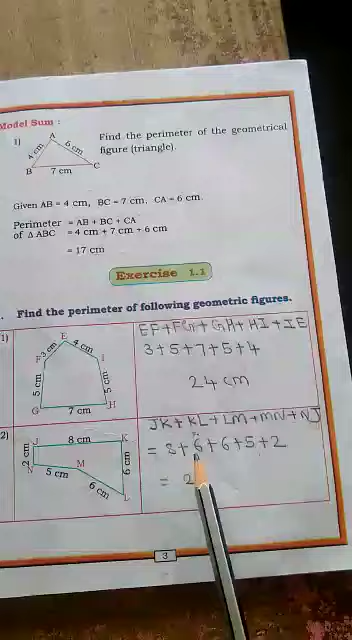 Model Sum :
1)
A
4 cm
6 cm
B
C
7 cm
Find the perimeter of the geometrical
figure (triangle).
Given AB = 4 cm, BC = 7 cm, CA = 6 cm.
Perimeter = AB + BC + CA
of Δ ABC = 4 cm + 7 cm + 6 cm
= 17 cm
Exercise 1.1
Find the perimeter of following geometric figures.
1)
E
3 cm
4 cm
F
I
5 cm
5 cm
G
H
7 cm
EF+FG+GH+HI+IE
3+5+7+5+4
24 cm
2)
J
8 cm
K
2 cm
N
M
5 cm
6 cm
6 cm
L
JK+KL+LM+MN+NJ
= 8+6+6+5+2
= 2
3